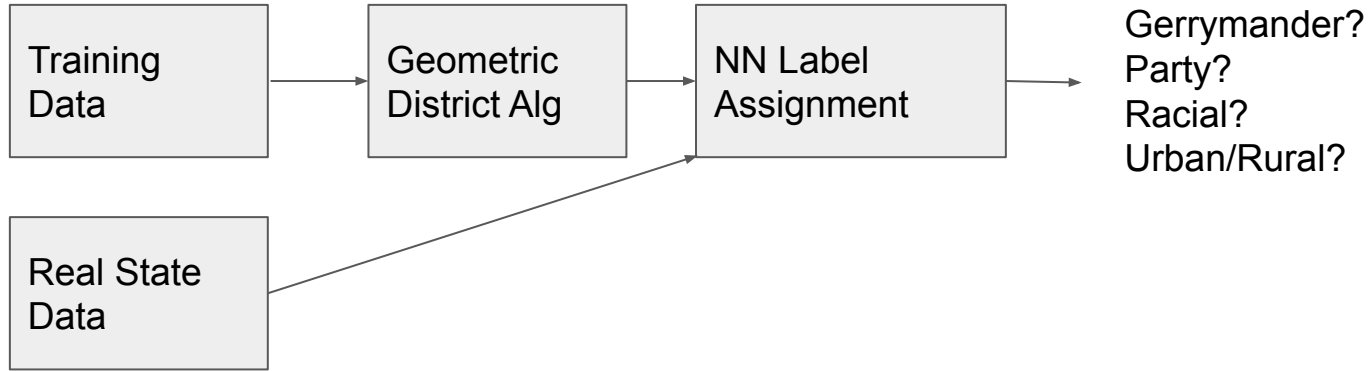 Training
Data
Geometric
District Alg
NN Label
Assignment
Gerrymander?
Party?
Racial?
Urban/Rural?
Real State
Data